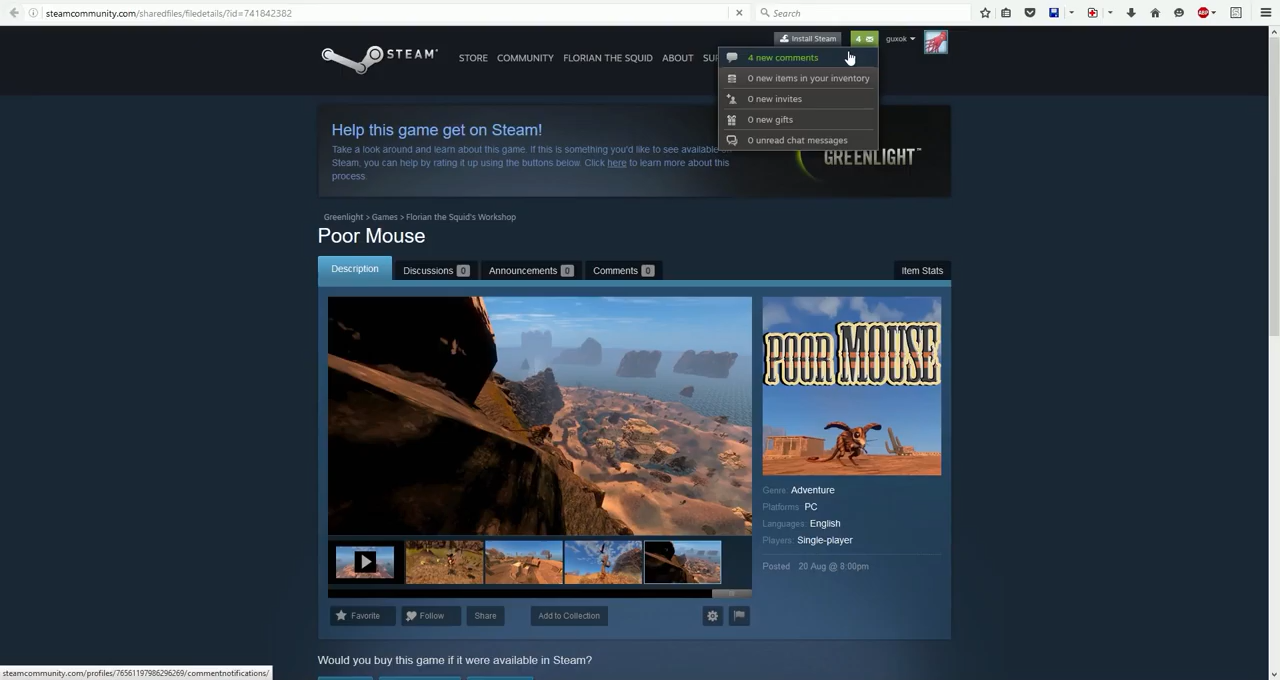 steamcommunity.com/sharedfiles/filedetails/?id=741842382
Search
STEAM
STORE COMMUNITY FLORIAN THE SQUID ABOUT SU
Install Steam
4
guxok
4 new comments
0 new items in your inventory
0 new invites
0 new gifts
0 unread chat messages
Help this game get on Steam!
Take a look around and learn about this game. If this is something you'd like to see available on
Steam, you can help by rating it up using the buttons below. Click here to learn more about this
process.
GREENLIGHT
Greenlight > Games > Florian the Squid's Workshop
Poor Mouse
Description Discussions 0 Announcements 0 Comments 0 Item Stats
POOR MOUSE
Genre: Adventure
Platforms: PC
Languages: English
Players: Single-player
Posted 20 Aug @ 8:00pm
Favorite Follow Share Add to Collection
Would you buy this game if it were available in Steam?
steamcommunity.com/profiles/76561197986296269/commentnotifications/